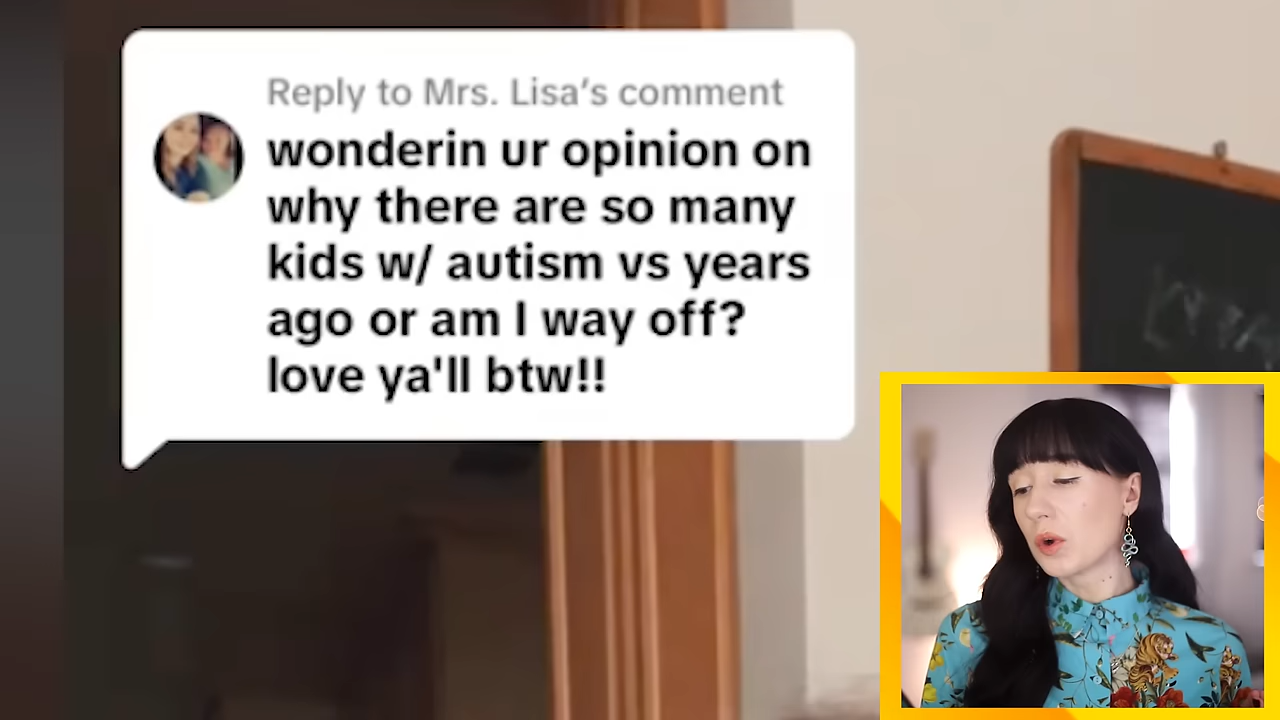 Reply to Mrs. Lisa's comment
wonderin ur opinion on
why there are so many
kids w/ autism vs years
ago or am I way off?
love ya'll btw!!